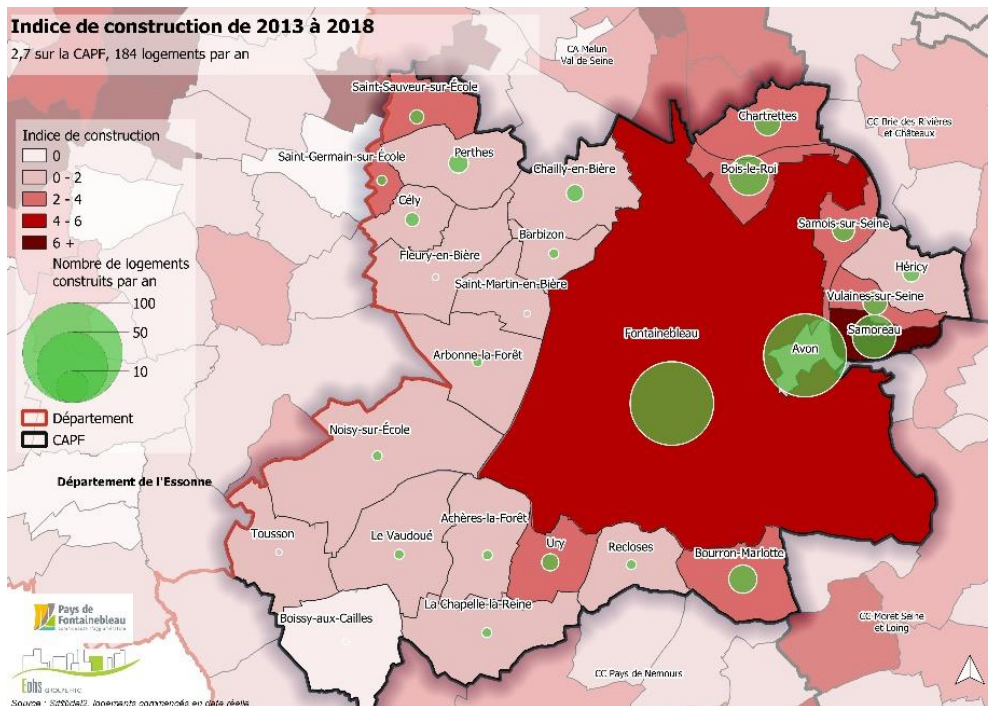 Indice de construction de 2013 à 2018
2,7 sur la CAPF, 184 logements par an
CA Melun
Val de Seine
Saint-Sauveur-sur-École
Chartrettes
CC Brie des Rivières
et Châteaux
Indice de construction
0
0 - 2
2 - 4
4 - 6
6 +
Saint-Germain-sur-École
Perthes
Chailly-en-Bière
Bois-le-Roi
Cély
Samois-sur-Seine
Barbizon
Fleury-en-Bière
Héricy
Nombre de logements
construits par an
100
50
10
Saint-Martin-en-Bière
Vulaines-sur-Seine
Fontainebleau
Samoreau
Avon
Arbonne-la-Forêt
Département
CAPF
Noisy-sur-École
Département de l'Essonne
Achères-la-Forêt
Tousson
Le Vaudoué
Ury
Recloses
Bourron-Marlotte
La Chapelle-la-Reine
Boissy-aux-Cailles
Pays de
Fontainebleau
CC Moret Seine
et Loing
CC Pays de Nemours
Eohs
logements commencés en date réelle